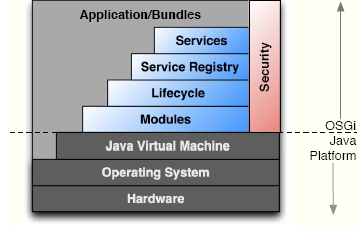 Application/Bundles
Services
Service Registry
Lifecycle
Modules
Security
Java Virtual Machine
Operating System
Hardware
OSGi
Java
Platform